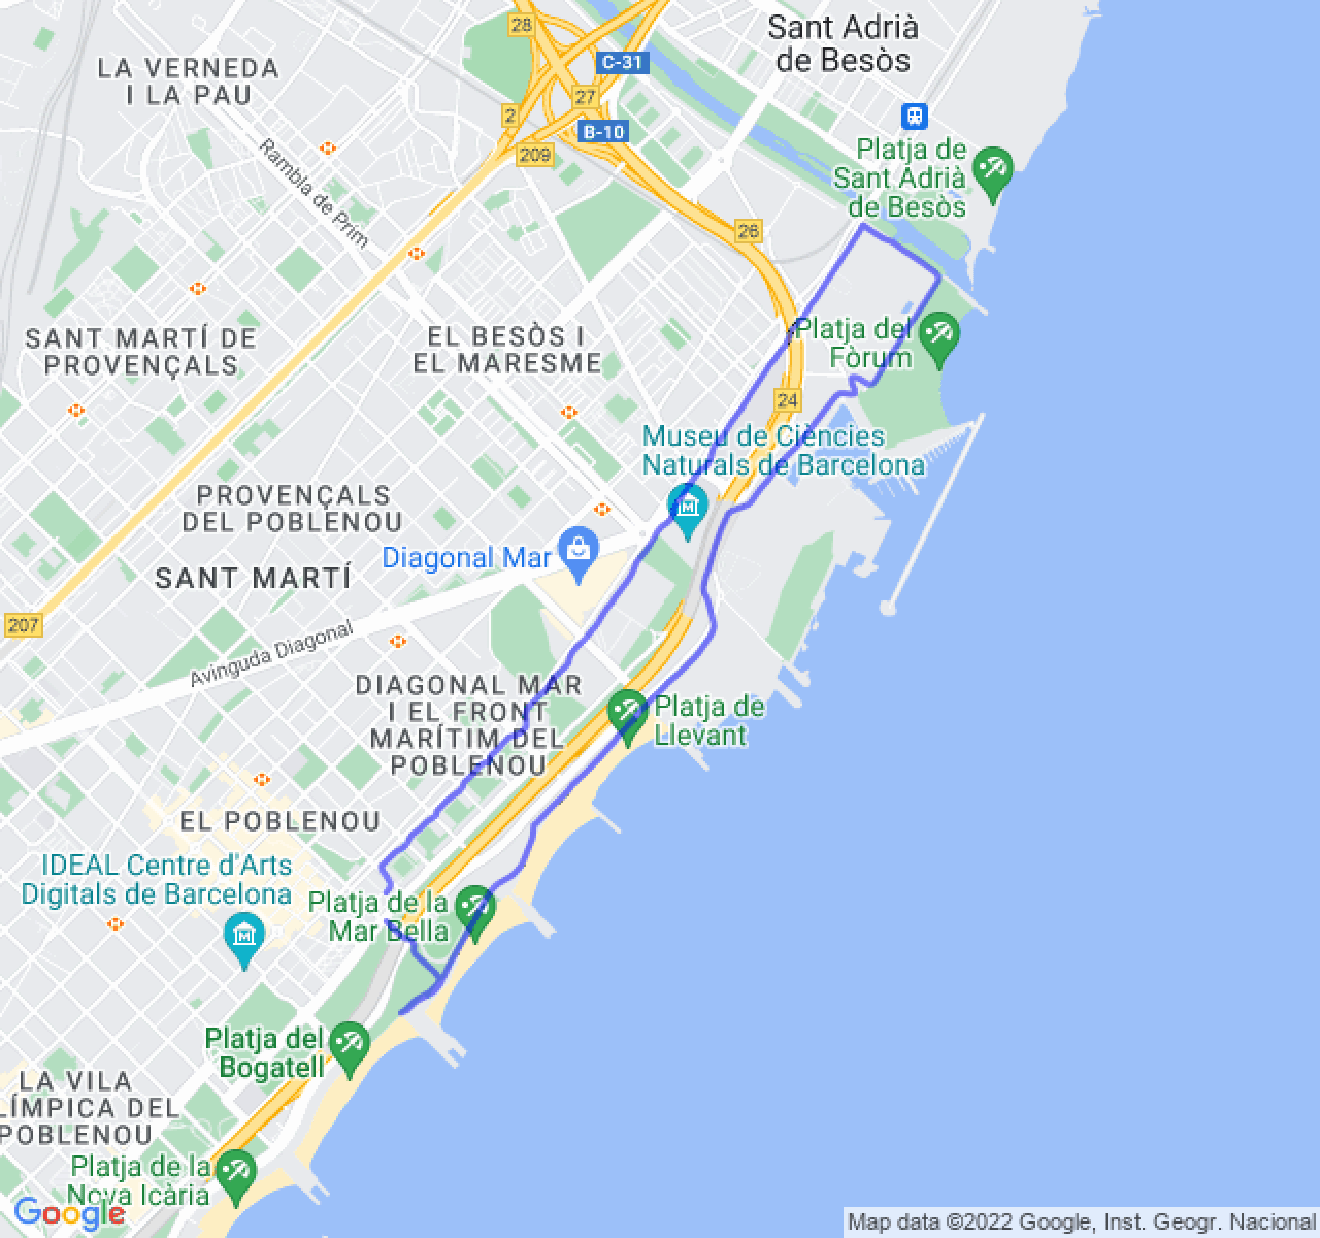 Sant Adrià
de Besòs
28
C-31
LA VERNEDA
I LA PAU
27
2
B-10
209
Rambla de Prim
Platja de
Sant Adrià
de Besòs
26
SANT MARTÍ DE
PROVENÇALS
EL BESÒS I
EL MARESME
Platja del
Fòrum
24
Museu de Ciències
Naturals de Barcelona
PROVENÇALS
DEL POBLENOU
Diagonal Mar
SANT MARTÍ
207
Avinguda Diagonal
DIAGONAL MAR
I EL FRONT
MARÍTIM DEL
POBLENOU
Platja de
Llevant
EL POBLENOU
IDEAL Centre d'Arts
Digitals de Barcelona
Platja de la
Mar Bella
Platja del
Bogatell
LA VILA
LÍMPICA DEL
POBLENOU
Platja de la
Nova Icària
Google
Map data ©2022 Google, Inst. Geogr. Nacional